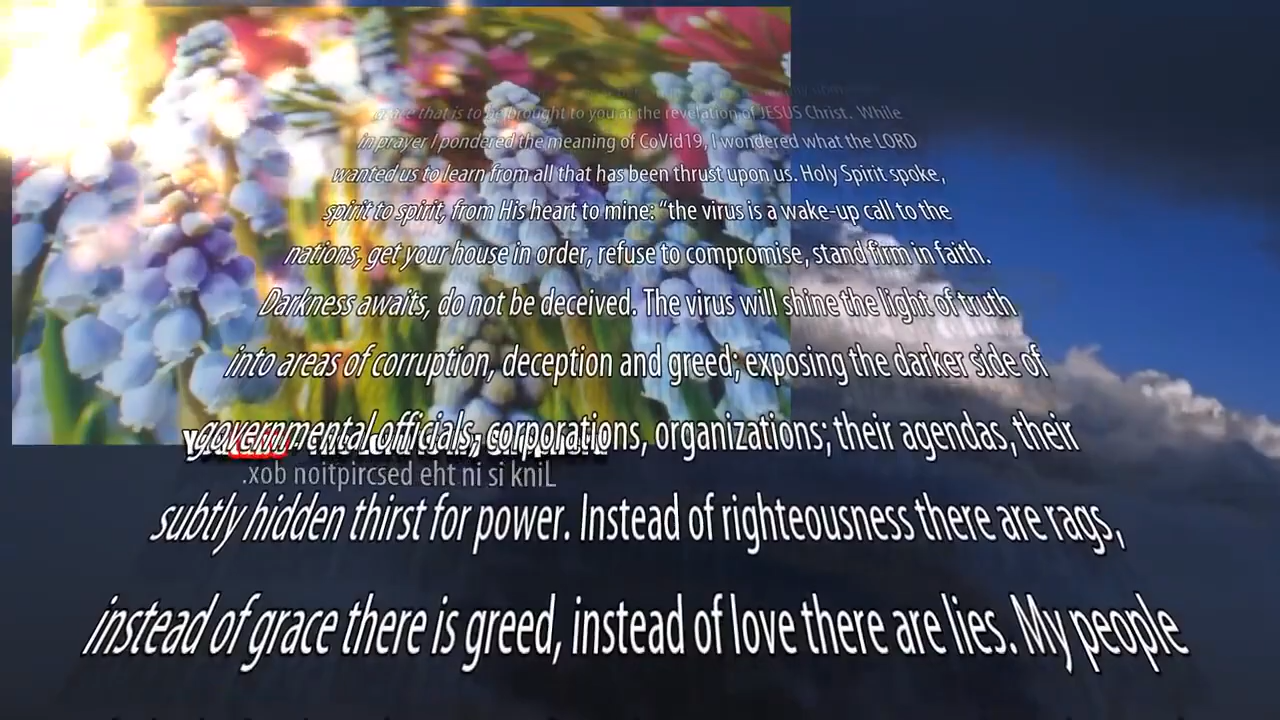 grace that is to be brought to you at the revelation of JESUS Christ. While
in prayer I pondered the meaning of CoVid19, I wondered what the LORD
wanted us to learn from all that has been thrust upon us. Holy Spirit spoke,
spirit to spirit, from His heart to mine: “the virus is a wake-up call to the
nations, get your house in order, refuse to compromise, stand firm in faith.
Darkness awaits, do not be deceived. The virus will shine the light of truth
into areas of corruption, deception and greed; exposing the darker side of
governmental officials, corporations, organizations; their agendas, their
Link is in the description box.
subtly hidden thirst for power. Instead of righteousness there are rags,
instead of grace there is greed, instead of love there are lies. My people